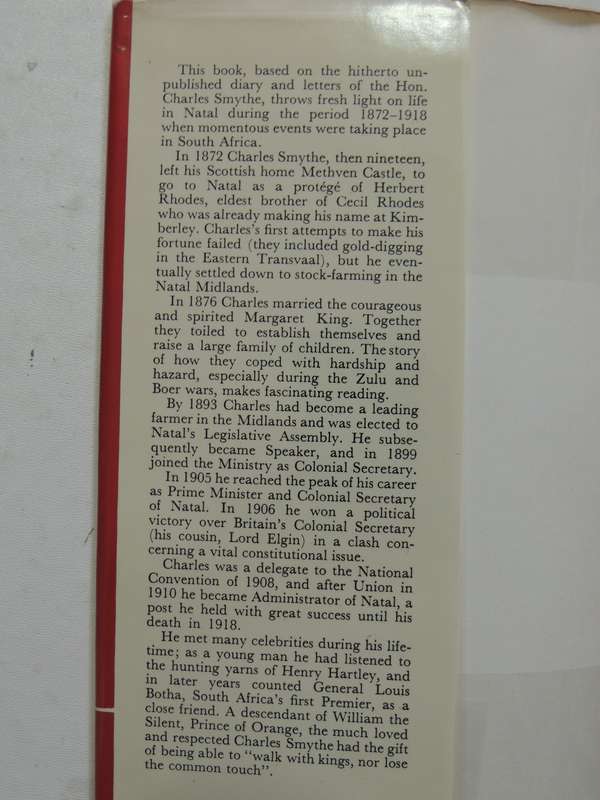 This book, based on the hitherto un-
published diary and letters of the Hon.
Charles Smythe, throws fresh light on life
in Natal during the period 1872–1918
when momentous events were taking place
in South Africa.
In 1872 Charles Smythe, then nineteen,
left his Scottish home Methven Castle, to
go to Natal as a protégé of Herbert
Rhodes, eldest brother of Cecil Rhodes
who was already making his name at Kim-
berley. Charles's first attempts to make his
fortune failed (they included gold-digging
in the Eastern Transvaal), but he even-
tually settled down to stock-farming in the
Natal Midlands.
In 1876 Charles married the courageous
and spirited Margaret King. Together
they toiled to establish themselves and
raise a large family of children. The story
of how they coped with hardship and
hazard, especially during the Zulu and
Boer wars, makes fascinating reading.
By 1893 Charles had become a leading
farmer in the Midlands and was elected to
Natal's Legislative Assembly. He subse-
quently became Speaker, and in 1899
joined the Ministry as Colonial Secretary.
In 1905 he reached the peak of his career
as Prime Minister and Colonial Secretary
of Natal. In 1906 he won a political
victory over Britain's Colonial Secretary
(his cousin, Lord Elgin) in a clash con-
cerning a vital constitutional issue.
Charles was a delegate to the National
Convention of 1908, and after Union in
1910 he became Administrator of Natal, a
post he held with great success until his
death in 1918.
He met many celebrities during his life-
time; as a young man he had listened to
the hunting yarns of Henry Hartley, and
in later years counted General Louis
Botha, South Africa's first Premier, as a
close friend. A descendant of William the
Silent, Prince of Orange, the much loved
and respected Charles Smythe had the gift
of being able to "walk with kings, nor lose
the common touch".